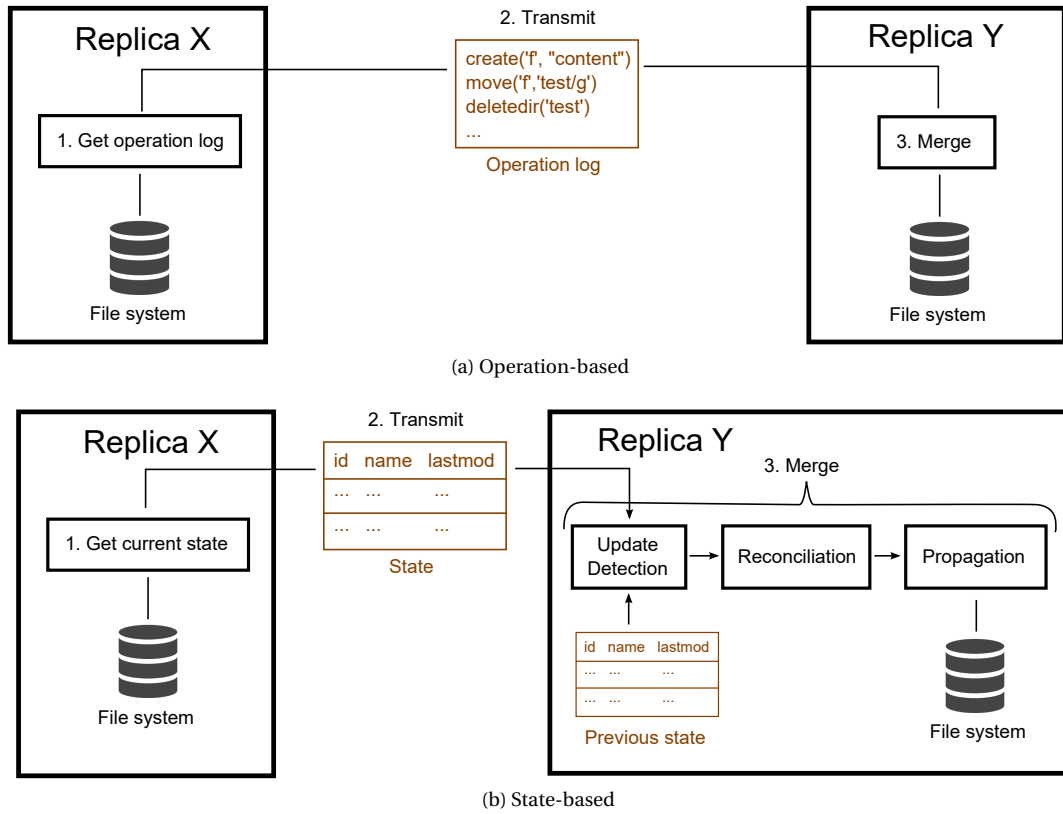 Replica X
1. Get operation log
File system
2. Transmit
create('f', "content")
move('f','test/g')
deletedir('test')
...
Operation log
Replica Y
3. Merge
File system
(a) Operation-based
Replica X
1. Get current state
File system
2. Transmit
id name lastmod
... ... ...
... ... ...
State
Replica Y
3. Merge
Update
Detection
Reconciliation
Propagation
id name lastmod
... ... ...
... ... ...
Previous state
File system
(b) State-based